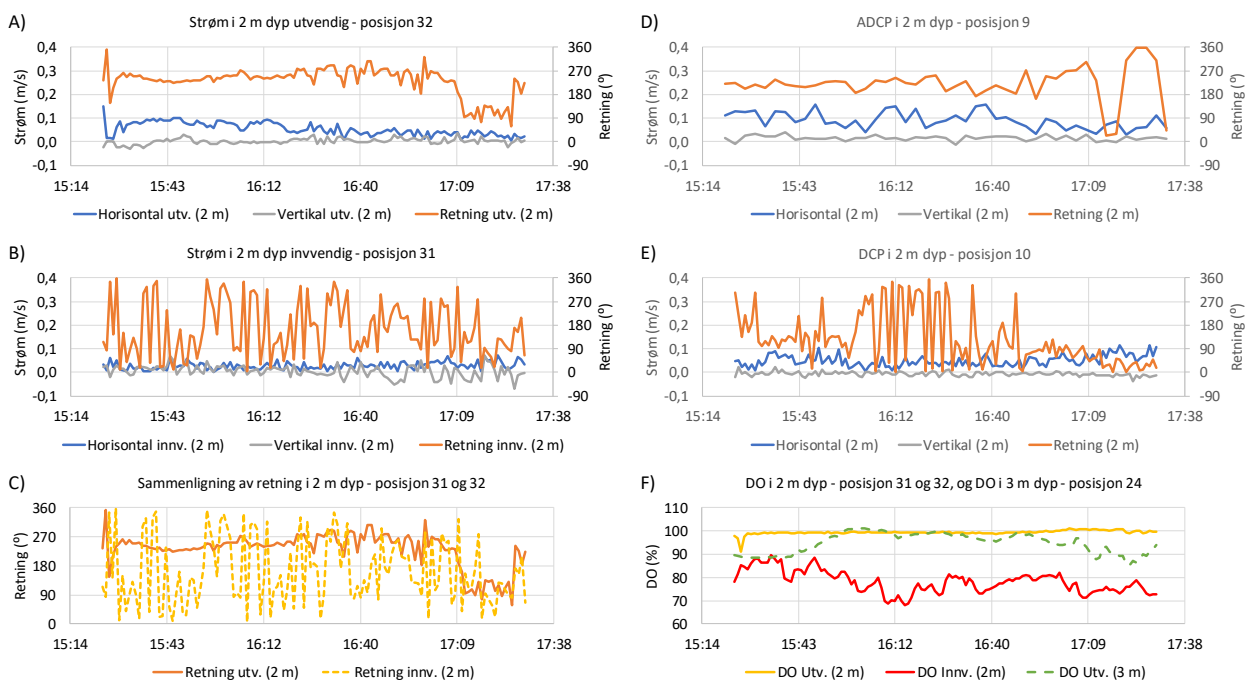 A)
Strøm i 2 m dyp utvendig - posisjon 32
Strøm (m/s)
0,4
0,3
0,2
0,1
0,0
-0,1
360
270
180
90
0
-90
Retning (⁰)
15:14 15:43 16:12 16:40 17:09 17:38
Horisontal utv. (2 m) Vertikal utv. (2 m) Retning utv. (2 m)
D)
ADCP i 2 m dyp - posisjon 9
Strøm (m/s)
0,4
0,3
0,2
0,1
0,0
-0,1
360
270
180
90
0
-90
Retning (⁰)
15:14 15:43 16:12 16:40 17:09 17:38
Horisontal (2 m) Vertikal (2 m) Retning (2 m)
B)
Strøm i 2 m dyp invvendig - posisjon 31
Strøm (m/s)
0,4
0,3
0,2
0,1
0,0
-0,1
360
270
180
90
0
-90
Retning (⁰)
15:14 15:43 16:12 16:40 17:09 17:38
Horisontal innv. (2 m) Vertikal innv. (2 m) Retning innv. (2 m)
E)
DCP i 2 m dyp - posisjon 10
Strøm (m/s)
0,4
0,3
0,2
0,1
0,0
-0,1
360
270
180
90
0
-90
Retning (⁰)
15:14 15:43 16:12 16:40 17:09 17:38
Horisontal (2 m) Vertikal (2 m) Retning (2 m)
C)
Sammenligning av retning i 2 m dyp - posisjon 31 og 32
Retning (⁰)
360
270
180
90
0
15:14 15:43 16:12 16:40 17:09 17:38
Retning utv. (2 m) Retning innv. (2 m)
F)
DO i 2 m dyp - posisjon 31 og 32, og DO i 3 m dyp - posisjon 24
DO (%)
110
100
90
80
70
60
15:14 15:43 16:12 16:40 17:09 17:38
DO Utv. (2 m) DO Innv. (2m) DO Utv. (3 m)